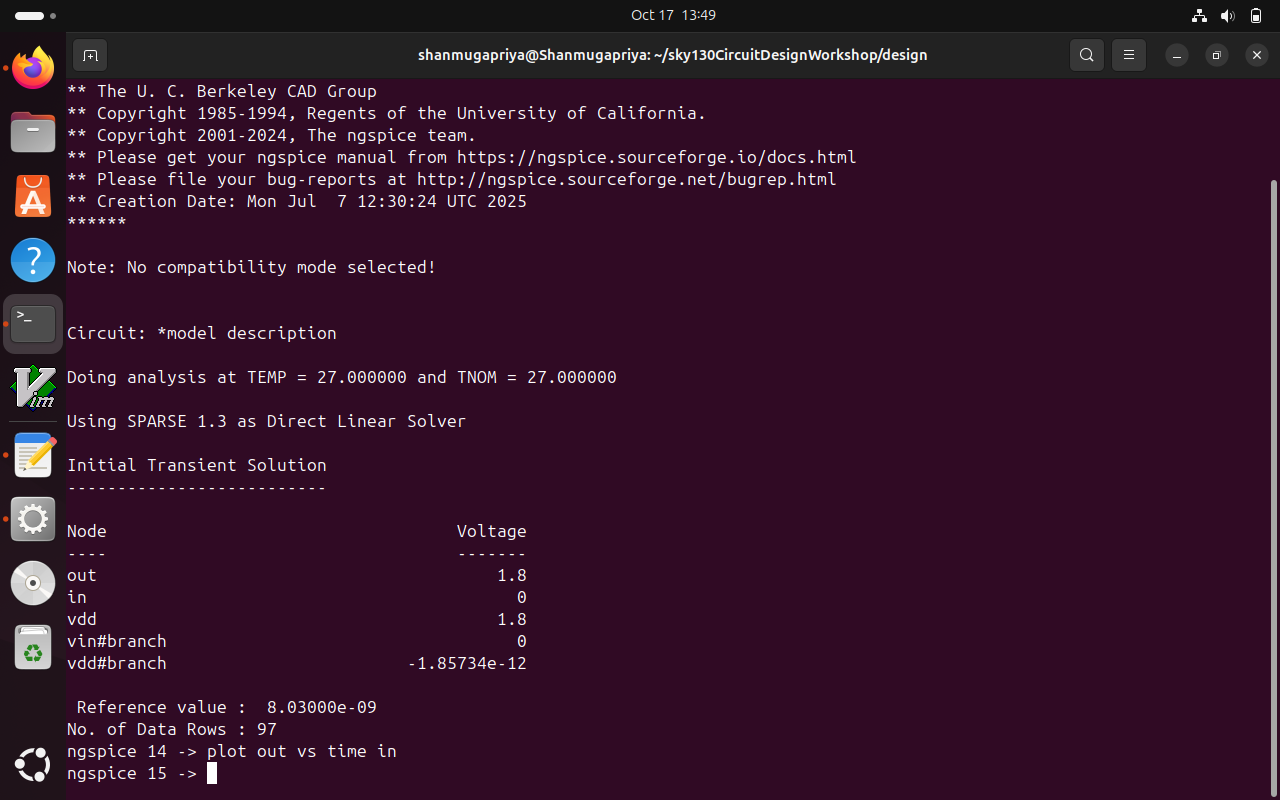 Oct 17 13:49
shanmugapriya@Shanmugapriya: ~/sky130CircuitDesignWorkshop/design
** The U. C. Berkeley CAD Group
** Copyright 1985-1994, Regents of the University of California.
** Copyright 2001-2024, The ngspice team.
** Please get your ngspice manual from https://ngspice.sourceforge.io/docs.html
** Please file your bug-reports at http://ngspice.sourceforge.net/bugrep.html
** Creation Date: Mon Jul  7 12:30:24 UTC 2025
******
Note: No compatibility mode selected!
Circuit: *model description
Doing analysis at TEMP = 27.000000 and TNOM = 27.000000
Using SPARSE 1.3 as Direct Linear Solver
Initial Transient Solution
--------------------------
Node                                   Voltage
----                                   -------
out                                        1.8
in                                           0
vdd                                        1.8
vin#branch                                   0
vdd#branch                        -1.85734e-12
 Reference value :  8.03000e-09
No. of Data Rows : 97
ngspice 14 -> plot out vs time in
ngspice 15 ->